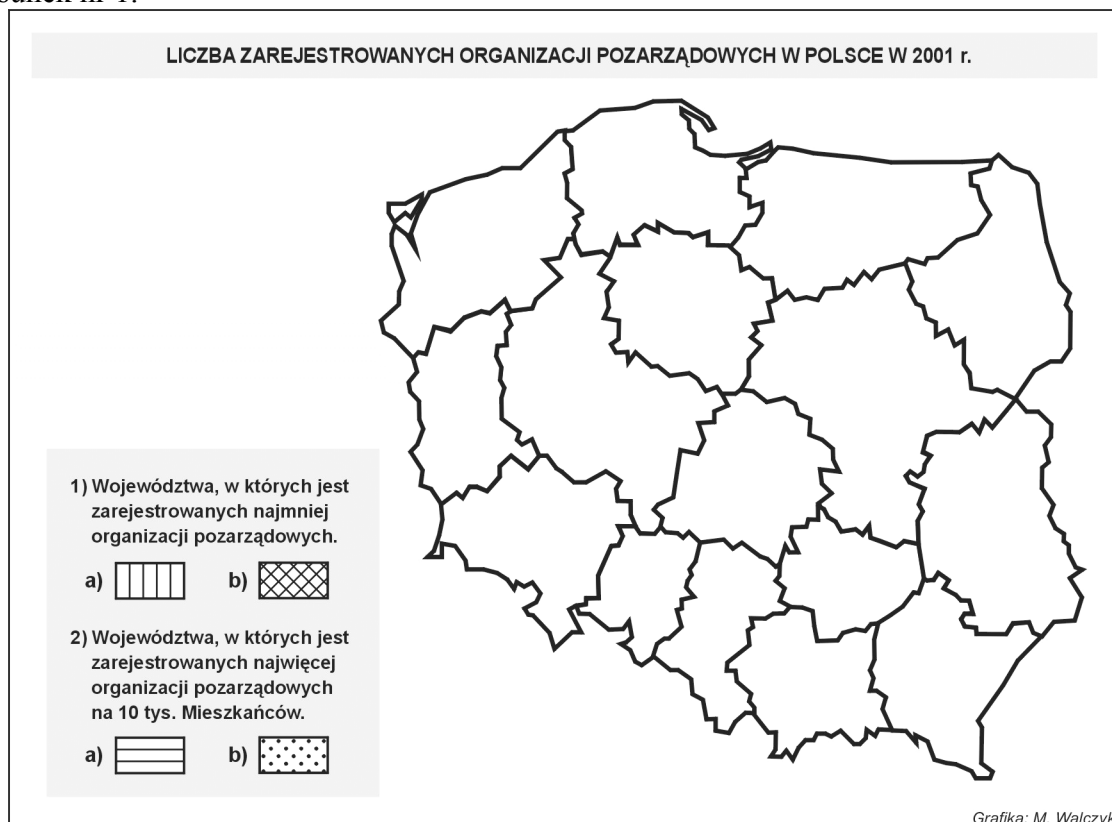 LICZBA ZAREJESTROWANYCH ORGANIZACJI POZARZĄDOWYCH W POLSCE W 2001 r.
1) Województwa, w których jest
zarejestrowanych najmniej
organizacji pozarządowych.
a) b)
2) Województwa, w których jest
zarejestrowanych najwięcej
organizacji pozarządowych
na 10 tys. Mieszkańców.
a) b)
Grafika: M. Walczyk